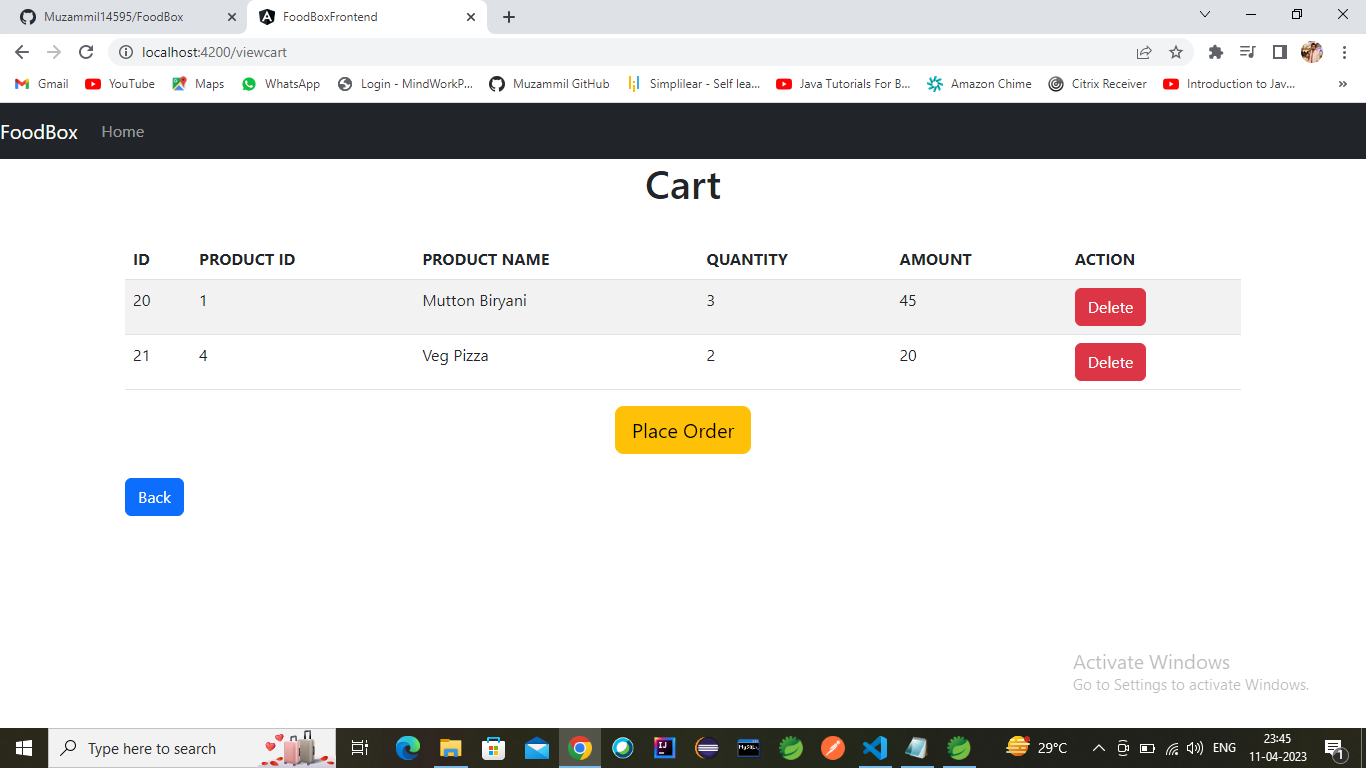 Muzammil14595/FoodBox FoodBoxFrontend
localhost:4200/viewcart
Gmail YouTube Maps WhatsApp Login - MindWorkP... Muzammil GitHub Simplilear - Self lea... Java Tutorials For B... Amazon Chime Citrix Receiver Introduction to Jav... »
FoodBox Home
Cart
ID PRODUCT ID PRODUCT NAME QUANTITY AMOUNT ACTION
20 1 Mutton Biryani 3 45 Delete
21 4 Veg Pizza 2 20 Delete
Place Order
Back
Activate Windows
Go to Settings to activate Windows.
Type here to search 29°C ENG 23:45
11-04-2023 1